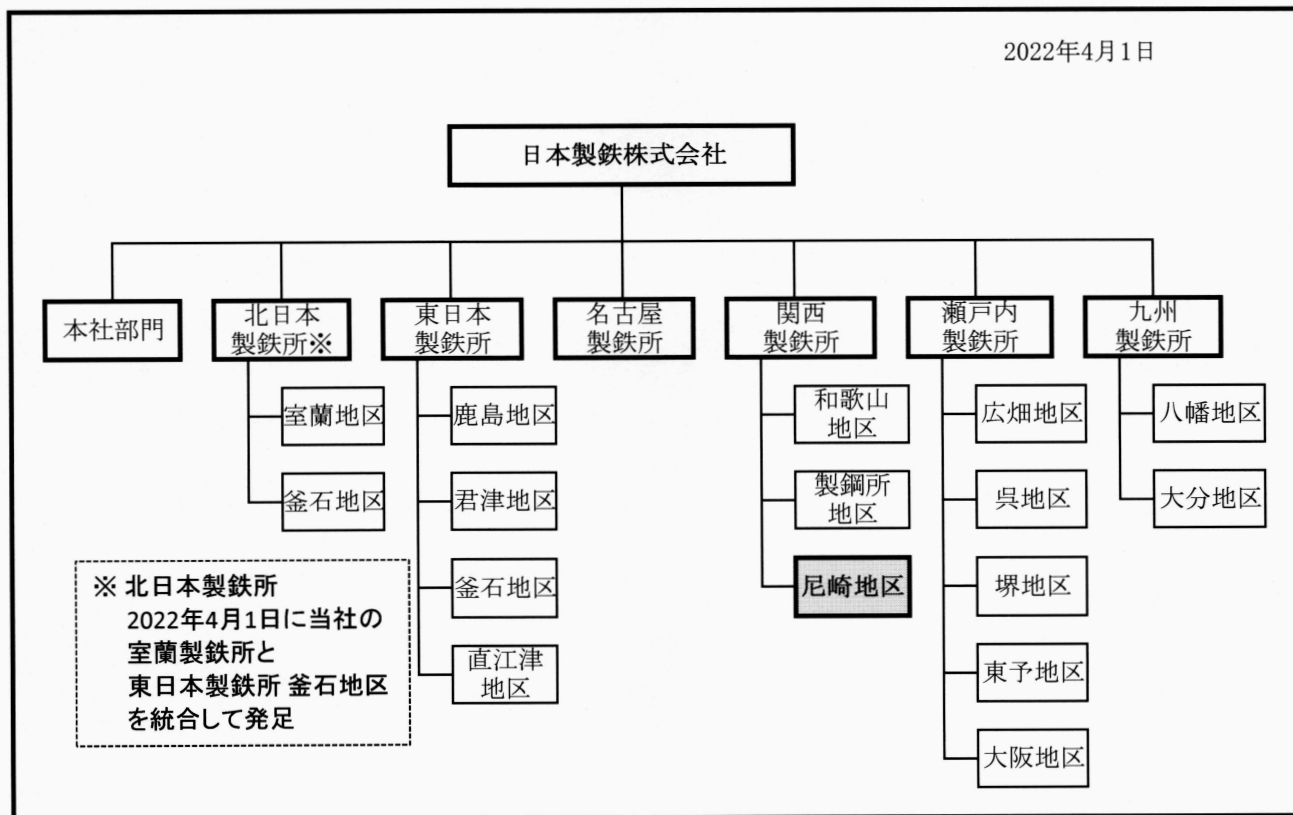 2022年4月1日
日本製鉄株式会社
本社部門
北日本
製鉄所※
東日本
製鉄所
名古屋
製鉄所
関西
製鉄所
瀬戸内
製鉄所
九州
製鉄所
室蘭地区
釜石地区
鹿島地区
君津地区
釜石地区
直江津
地区
和歌山
地区
製鋼所
地区
尼崎地区
広畑地区
呉地区
堺地区
東予地区
大阪地区
八幡地区
大分地区
※ 北日本製鉄所
2022年4月1日に当社の
室蘭製鉄所と
東日本製鉄所 釜石地区
を統合して発足